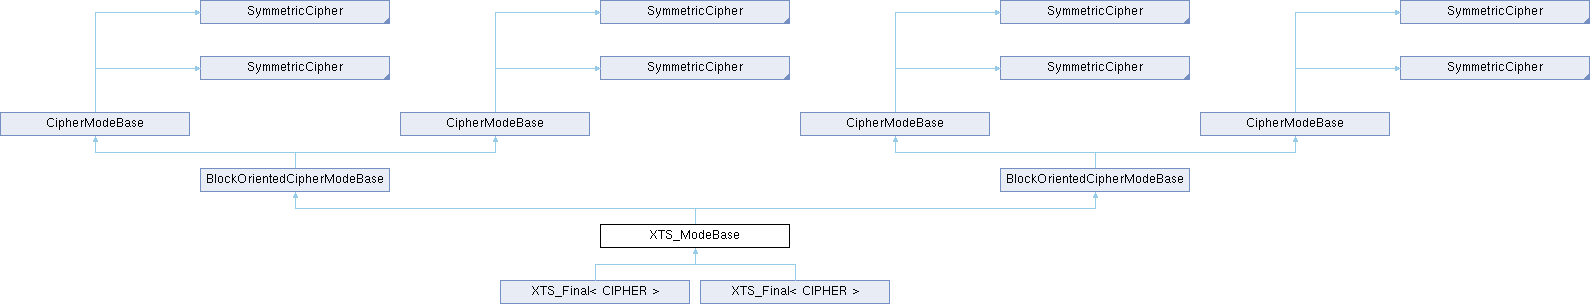 SymmetricCipher
SymmetricCipher
SymmetricCipher
SymmetricCipher
SymmetricCipher
SymmetricCipher
SymmetricCipher
SymmetricCipher
CipherModeBase
CipherModeBase
CipherModeBase
CipherModeBase
BlockOrientedCipherModeBase
BlockOrientedCipherModeBase
XTS_ModeBase
XTS_Final< CIPHER >
XTS_Final< CIPHER >